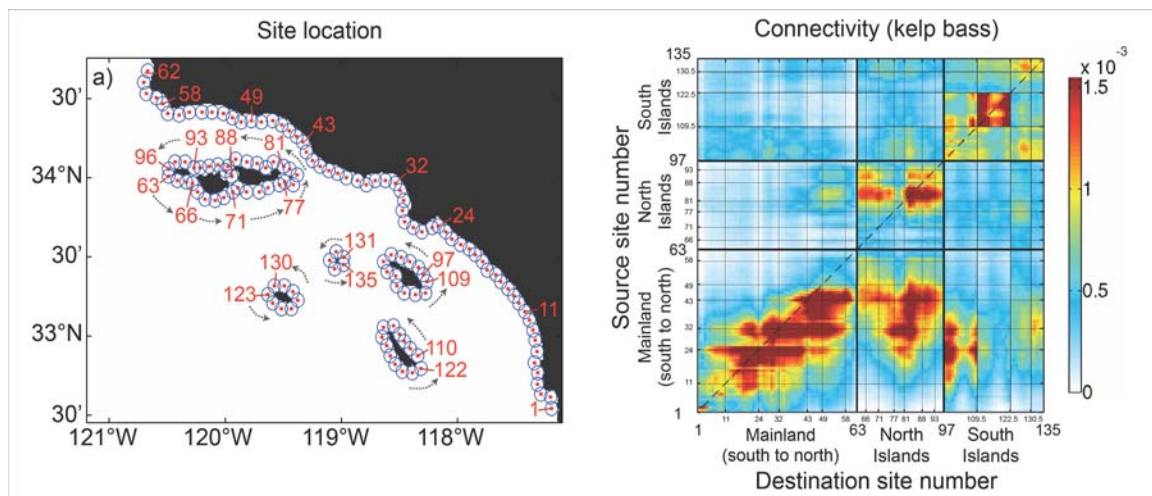 Site location
a)
62
58
49
43
93
88
81
96
63
66
71
77
32
24
131
130
97
135
109
123
11
110
122
1
30'
34°N
30'
33°N
30'
121°W
120°W
119°W
118°W
Connectivity (kelp bass)
Source site number
South
Islands
North
Islands
Mainland
(south to north)
135
130.5
122.5
109.5
97
93
88
81
77
71
66
63
58
49
43
32
24
11
1
1
11
24
32
43
49
58
63
66
71
77
81
88
93
97
109.5
122.5
130.5
135
Mainland
(south to north)
North
Islands
South
Islands
Destination site number
x 10⁻³
1.5
1
0.5
0